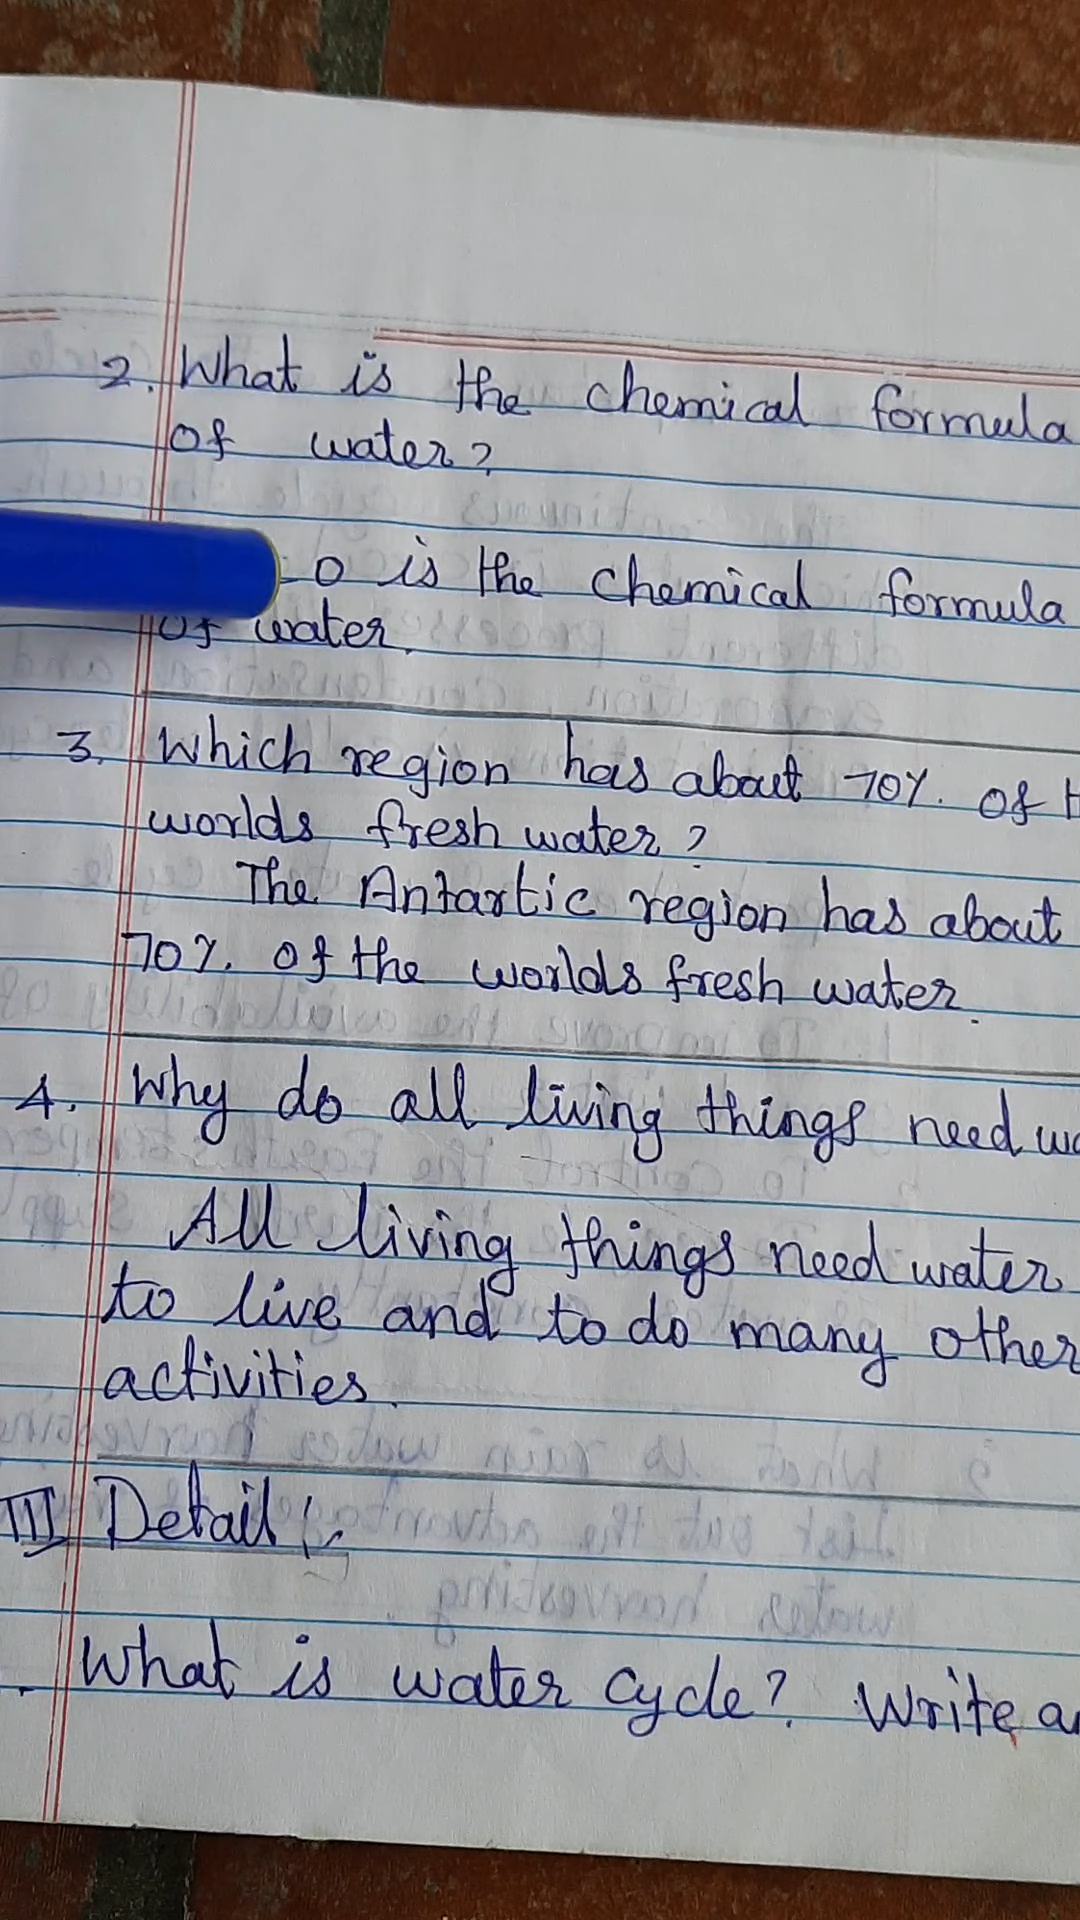 2. What is the chemical formula
of water?
o is the chemical formula
of water.
3. Which region has about 70%. of
worlds fresh water?
The Antartic region has about
70%. of the worlds fresh water.
4. Why do all living things need
All living things need water
to live and to do many other
activities.
III Detail :-
What is water cycle? Write